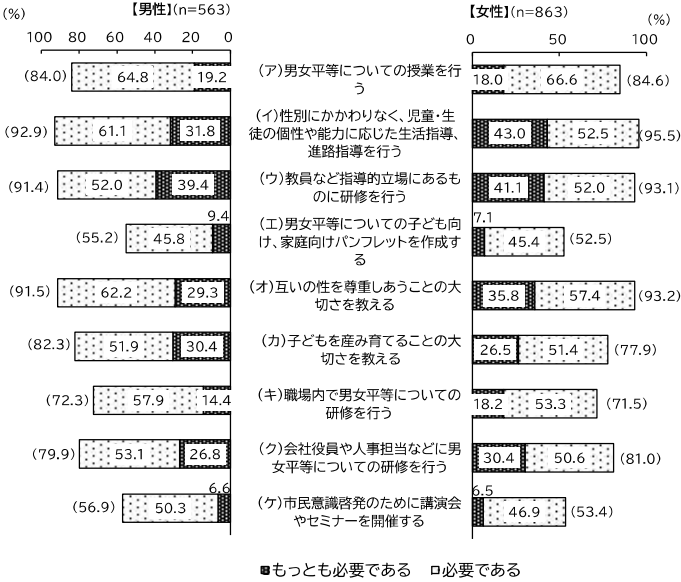 【男性】(n=563)
【女性】(n=863)
(%)
100 80 60 40 20 0
(%)
0 50 100
(84.0) 64.8 19.2
(ア)男女平等についての授業を行
う
18.0 66.6 (84.6)
(92.9) 61.1 31.8
(イ)性別にかかわりなく、児童・生
徒の個性や能力に応じた生活指導、
進路指導を行う
43.0 52.5 (95.5)
(91.4) 52.0 39.4
(ウ)教員など指導的立場にあるも
のに研修を行う
41.1 52.0 (93.1)
(55.2) 45.8 9.4
(エ)男女平等についての子ども向
け、家庭向けパンフレットを作成す
る
7.1 45.4 (52.5)
(91.5) 62.2 29.3
(オ)互いの性を尊重しあうことの大
切さを教える
35.8 57.4 (93.2)
(82.3) 51.9 30.4
(カ)子どもを産み育てることの大
切さを教える
26.5 51.4 (77.9)
(72.3) 57.9 14.4
(キ)職場内で男女平等についての
研修を行う
18.2 53.3 (71.5)
(79.9) 53.1 26.8
(ク)会社役員や人事担当などに男
女平等についての研修を行う
30.4 50.6 (81.0)
(56.9) 50.3 6.6
(ケ)市民意識啓発のために講演会
やセミナーを開催する
6.5 46.9 (53.4)
もっとも必要である 必要である